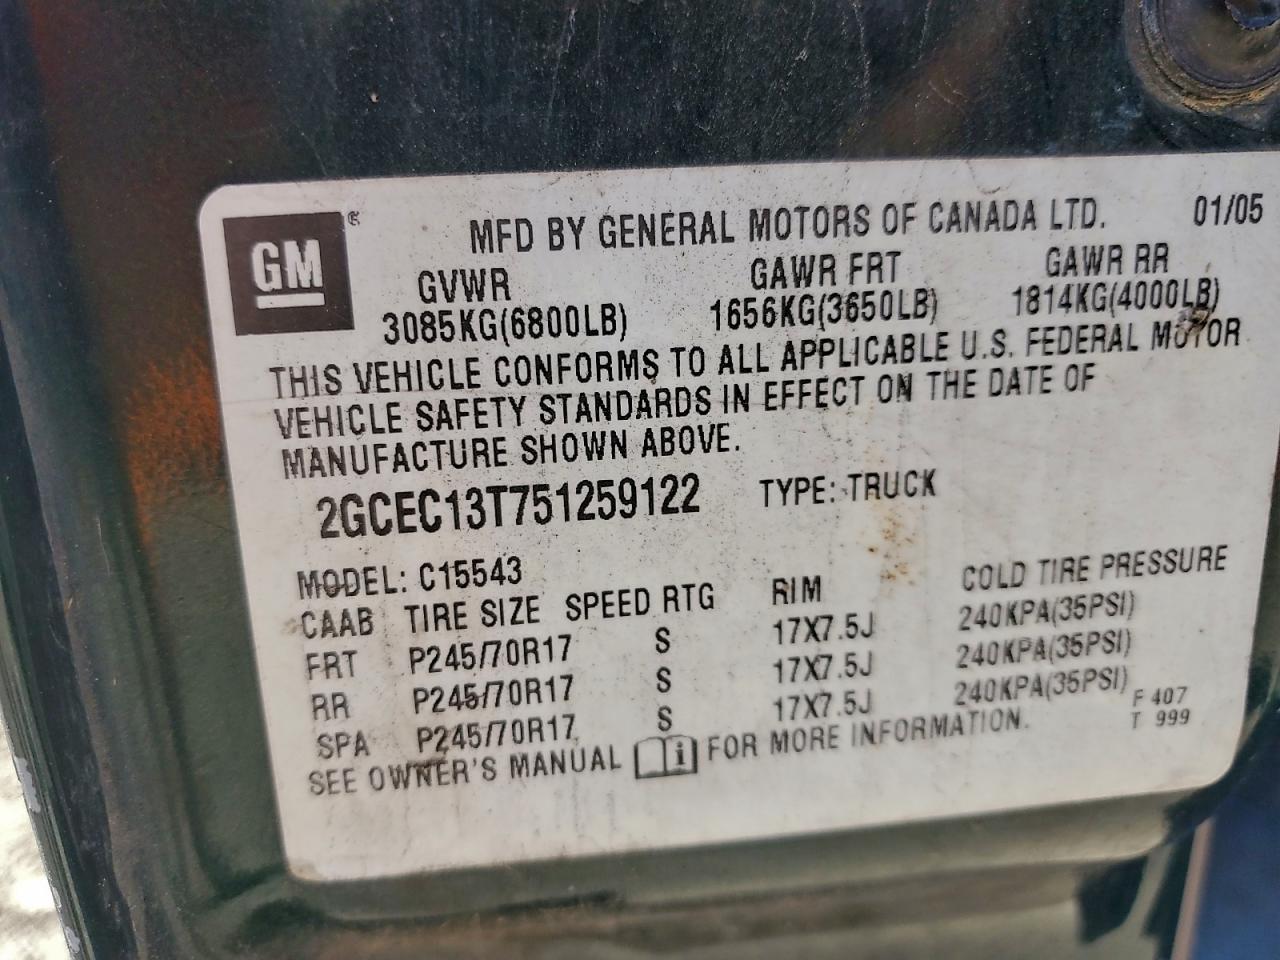 GM ®
MFD BY GENERAL MOTORS OF CANADA LTD. 01/05
GVWR GAWR FRT GAWR RR
3085KG(6800LB) 1656KG(3650LB) 1814KG(4000LB)
THIS VEHICLE CONFORMS TO ALL APPLICABLE U.S. FEDERAL MOTOR
VEHICLE SAFETY STANDARDS IN EFFECT ON THE DATE OF
MANUFACTURE SHOWN ABOVE.
2GCEC13T751259122 TYPE: TRUCK
MODEL: C15543
CAAB TIRE SIZE SPEED RTG RIM COLD TIRE PRESSURE
FRT P245/70R17 S 17X7.5J 240KPA(35PSI)
RR P245/70R17 S 17X7.5J 240KPA(35PSI)
SPA P245/70R17 S 17X7.5J 240KPA(35PSI)
SEE OWNER'S MANUAL i FOR MORE INFORMATION.
F 407
T 999